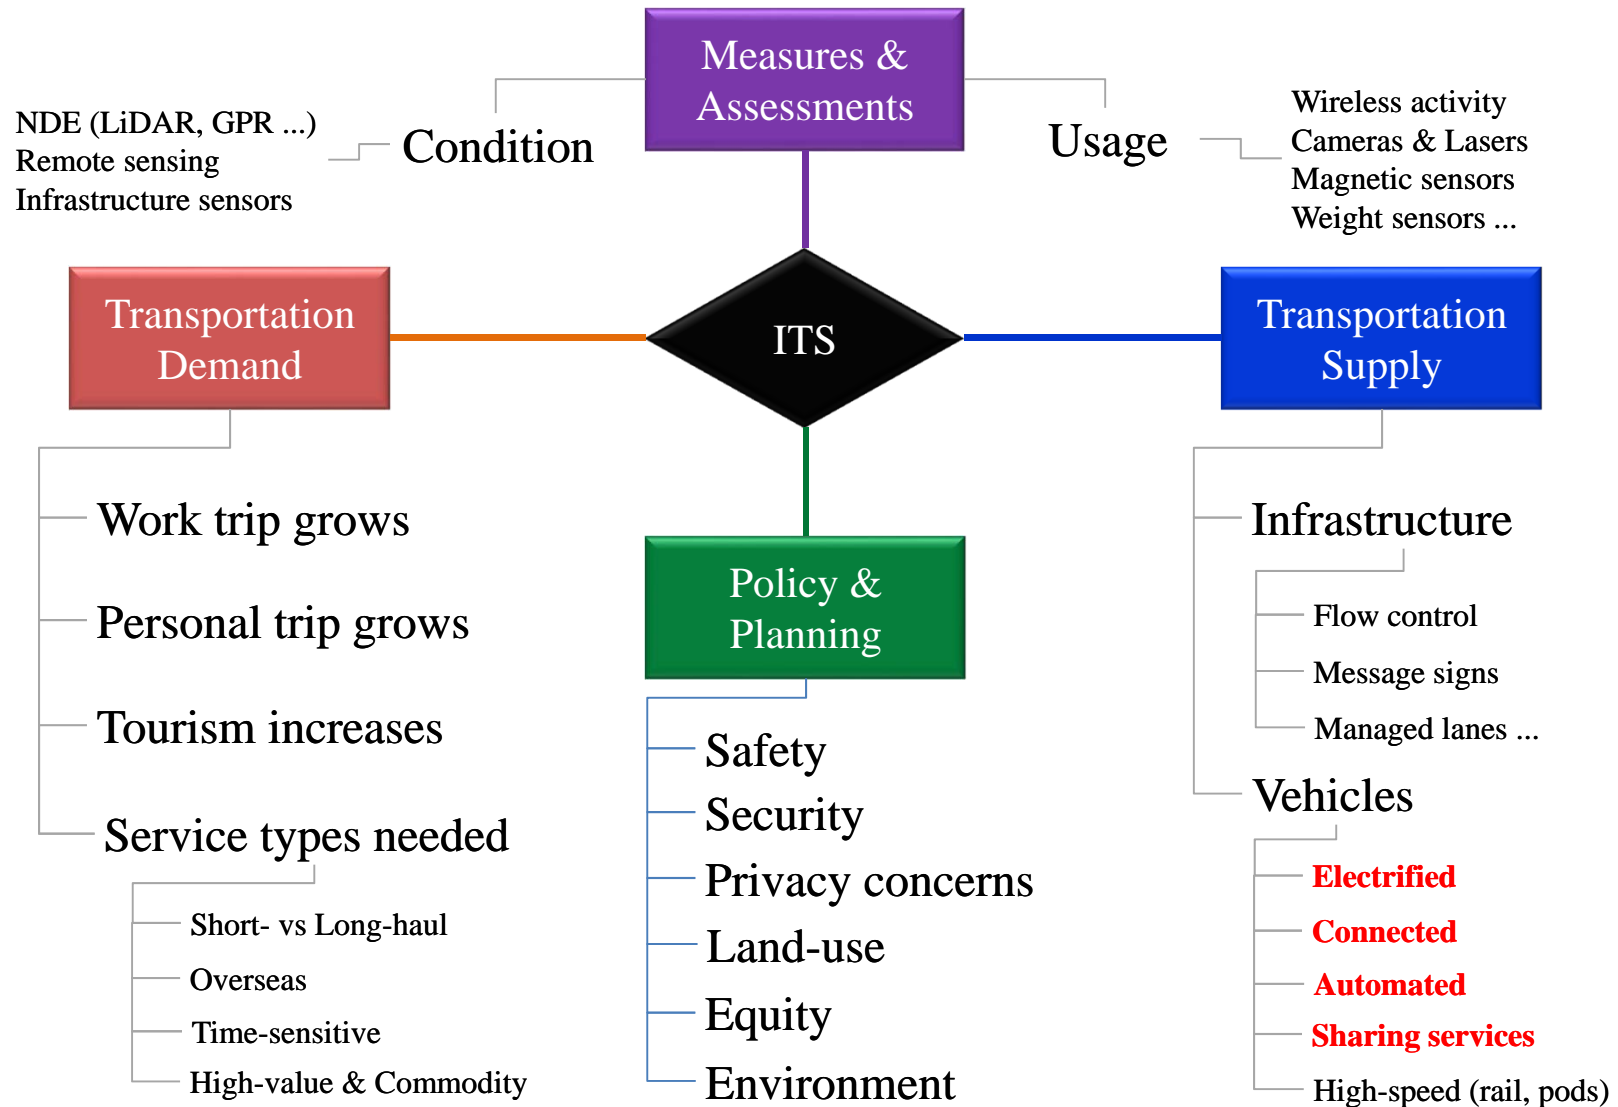 Measures &
Assessments
Condition
NDE (LiDAR, GPR ...)
Remote sensing
Infrastructure sensors
Usage
Wireless activity
Cameras & Lasers
Magnetic sensors
Weight sensors ...
Transportation
Demand
ITS
Transportation
Supply
Work trip grows
Personal trip grows
Tourism increases
Service types needed
Short- vs Long-haul
Overseas
Time-sensitive
High-value & Commodity
Policy &
Planning
Safety
Security
Privacy concerns
Land-use
Equity
Environment
Infrastructure
Flow control
Message signs
Managed lanes ...
Vehicles
Electrified
Connected
Automated
Sharing services
High-speed (rail, pods)